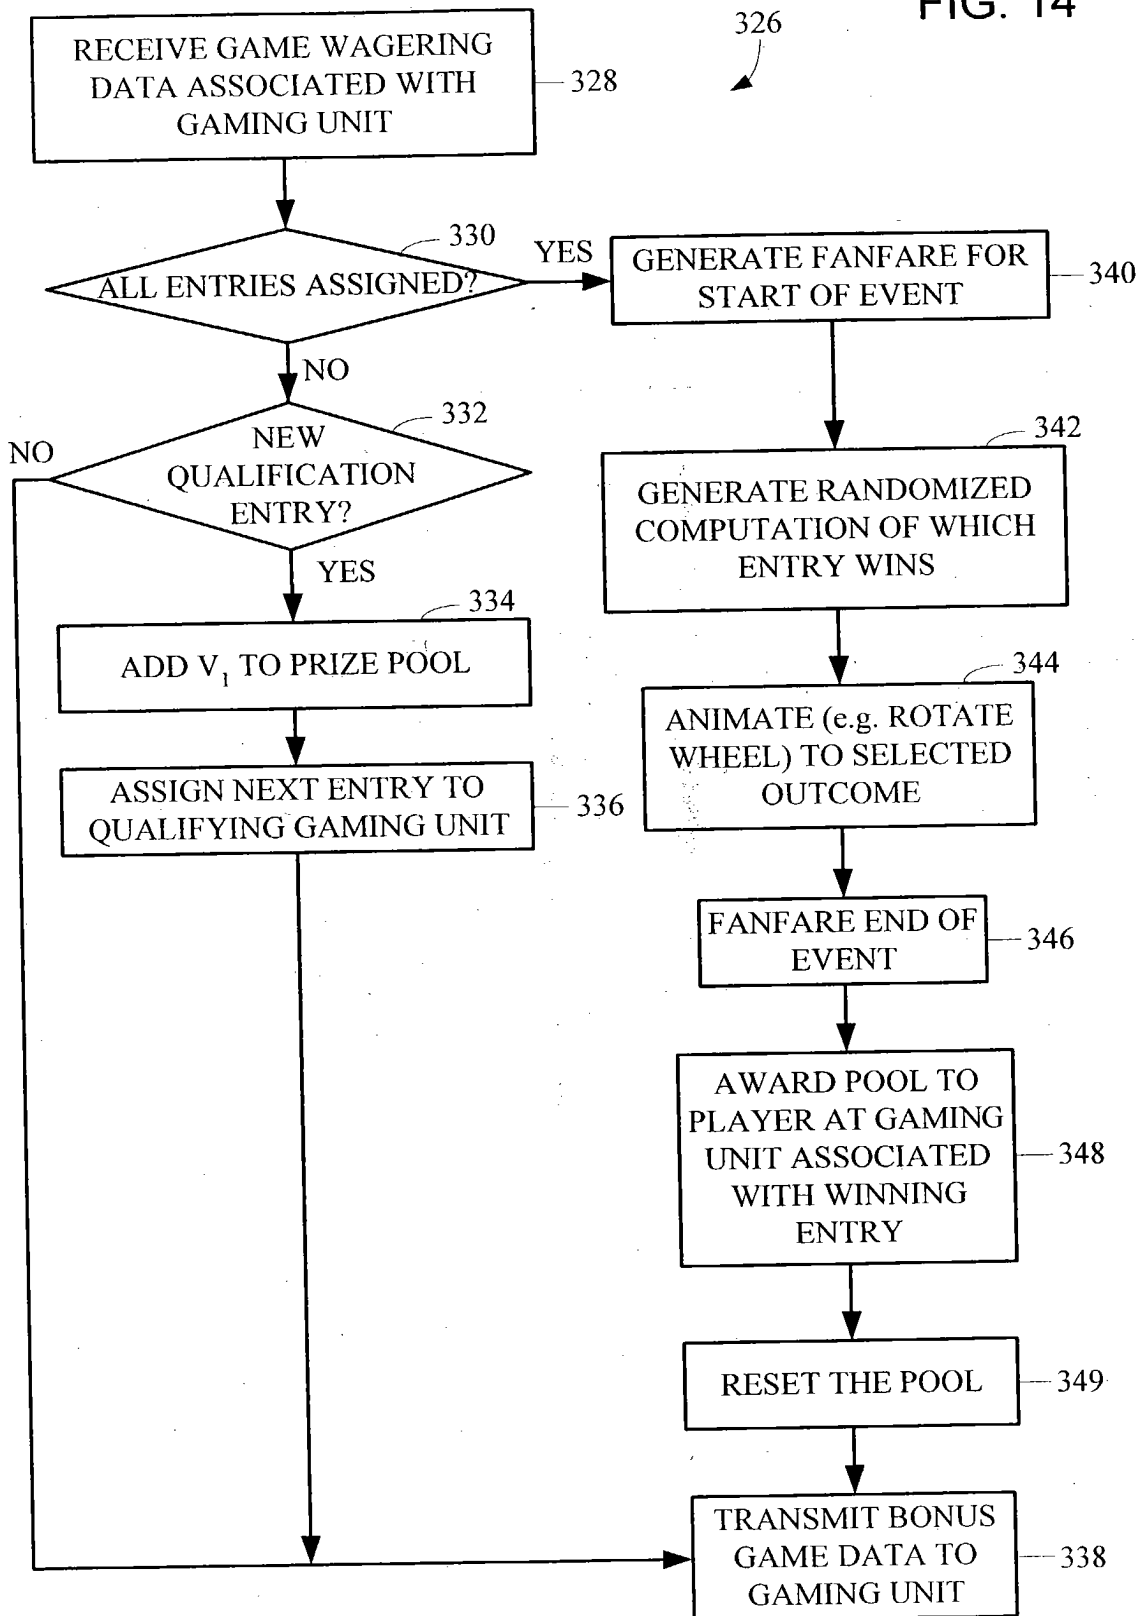 FIG. 14
326
RECEIVE GAME WAGERING
DATA ASSOCIATED WITH
GAMING UNIT
328
330
ALL ENTRIES ASSIGNED?
YES
GENERATE FANFARE FOR
START OF EVENT
340
NO
332
NEW
QUALIFICATION
ENTRY?
NO
YES
334
ADD V₁ TO PRIZE POOL
ASSIGN NEXT ENTRY TO
QUALIFYING GAMING UNIT
336
342
GENERATE RANDOMIZED
COMPUTATION OF WHICH
ENTRY WINS
344
ANIMATE (e.g. ROTATE
WHEEL) TO SELECTED
OUTCOME
FANFARE END OF
EVENT
346
AWARD POOL TO
PLAYER AT GAMING
UNIT ASSOCIATED
WITH WINNING
ENTRY
348
RESET THE POOL
349
TRANSMIT BONUS
GAME DATA TO
GAMING UNIT
338